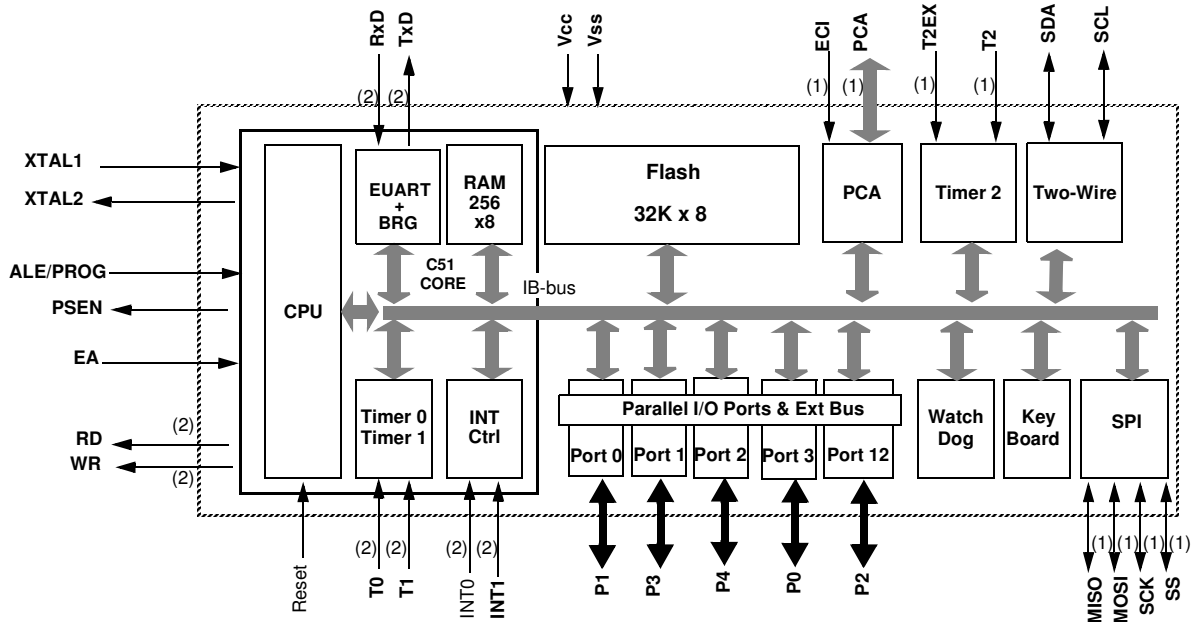 RxD
TxD
Vcc
Vss
ECI
PCA
T2EX
T2
SDA
SCL
(2)
(2)
(1)
(1)
(1)
(1)
XTAL1
XTAL2
ALE/PROG
PSEN
EA
RD
(2)
WR
(2)
CPU
EUART
+
BRG
RAM
256
x8
C51
CORE
IB-bus
Flash
32K x 8
PCA
Timer 2
Two-Wire
Timer 0
Timer 1
INT
Ctrl
Parallel I/O Ports & Ext Bus
Port 0
Port 1
Port 2
Port 3
Port 12
Watch
Dog
Key
Board
SPI
(2)
(2)
(2)
(2)
(1)
(1)
(1)
(1)
Reset
T0
T1
INT0
INT1
P1
P3
P4
P0
P2
MISO
MOSI
SCK
SS